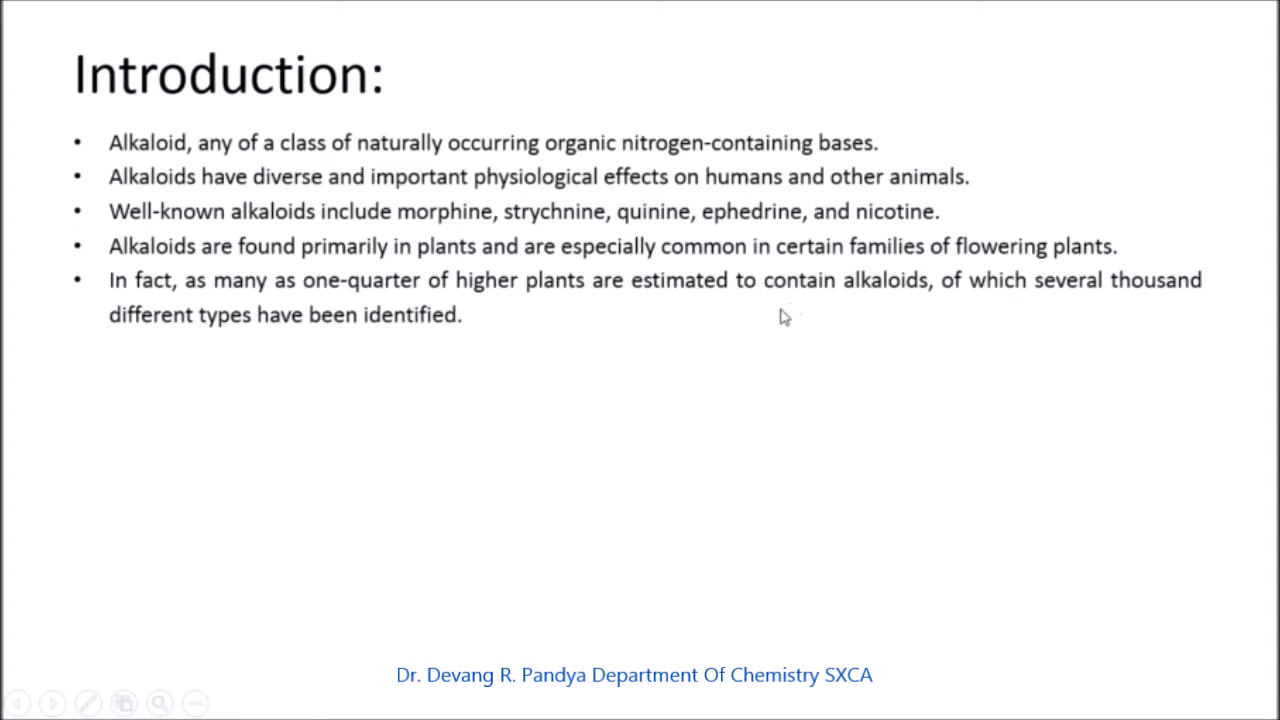 Introduction:
• Alkaloid, any of a class of naturally occurring organic nitrogen-containing bases.
• Alkaloids have diverse and important physiological effects on humans and other animals.
• Well-known alkaloids include morphine, strychnine, quinine, ephedrine, and nicotine.
• Alkaloids are found primarily in plants and are especially common in certain families of flowering plants.
• In fact, as many as one-quarter of higher plants are estimated to contain alkaloids, of which several thousand
different types have been identified.
Dr. Devang R. Pandya Department Of Chemistry SXCA